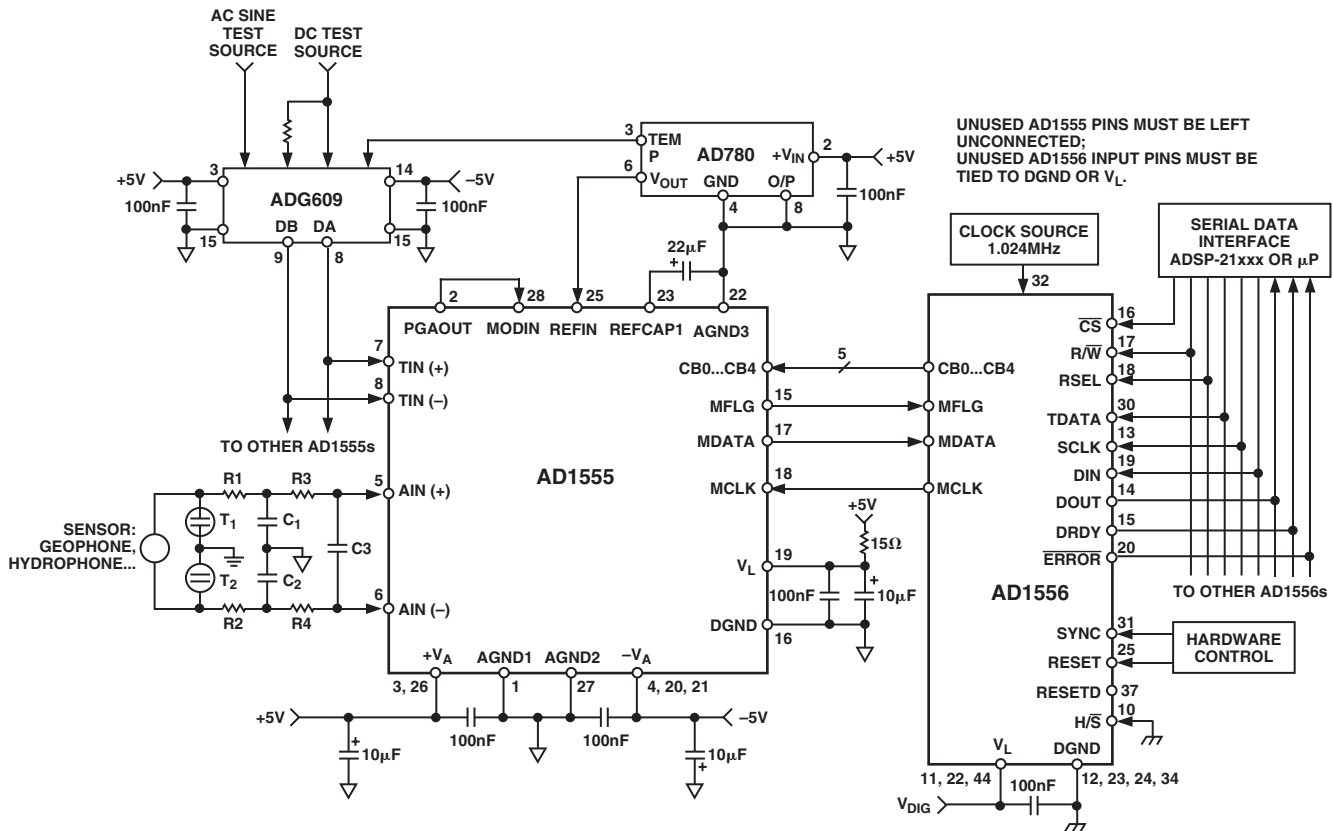 AC SINE
TEST
SOURCE
DC TEST
SOURCE
+5V
3
14
–5V
100nF
ADG609
100nF
15
DB
DA
15
9
8
3
TEM
P
6
VOUT
AD780
+VIN
2
+5V
GND
O/P
4
8
100nF
22µF
+
UNUSED AD1555 PINS MUST BE LEFT
UNCONNECTED;
UNUSED AD1556 INPUT PINS MUST BE
TIED TO DGND OR VL.
CLOCK SOURCE
1.024MHz
32
SERIAL DATA
INTERFACE
ADSP-21xxx OR µP
2
28
25
23
22
PGAOUT
MODIN
REFIN
REFCAP1
AGND3
7
TIN (+)
8
TIN (–)
TO OTHER AD1555s
CB0...CB4
5
CB0...CB4
MFLG
15
MFLG
MDATA
17
MDATA
MCLK
18
MCLK
AD1555
SENSOR:
GEOPHONE,
HYDROPHONE...
R1
R3
5
AIN (+)
T1
C1
C3
T2
C2
R2
R4
6
AIN (–)
+5V
15Ω
VL
19
100nF
+
10µF
DGND
16
+VA
AGND1
AGND2
–VA
3, 26
1
27
4, 20, 21
+5V
–5V
+
10µF
100nF
100nF
10µF
+
AD1556
CS
16
R/W
17
RSEL
18
TDATA
30
SCLK
13
DIN
19
DOUT
14
DRDY
15
ERROR
20
TO OTHER AD1556s
SYNC
31
RESET
25
HARDWARE
CONTROL
RESETD
37
H/S
10
VL
DGND
11, 22, 44
12, 23, 24, 34
100nF
VDIG